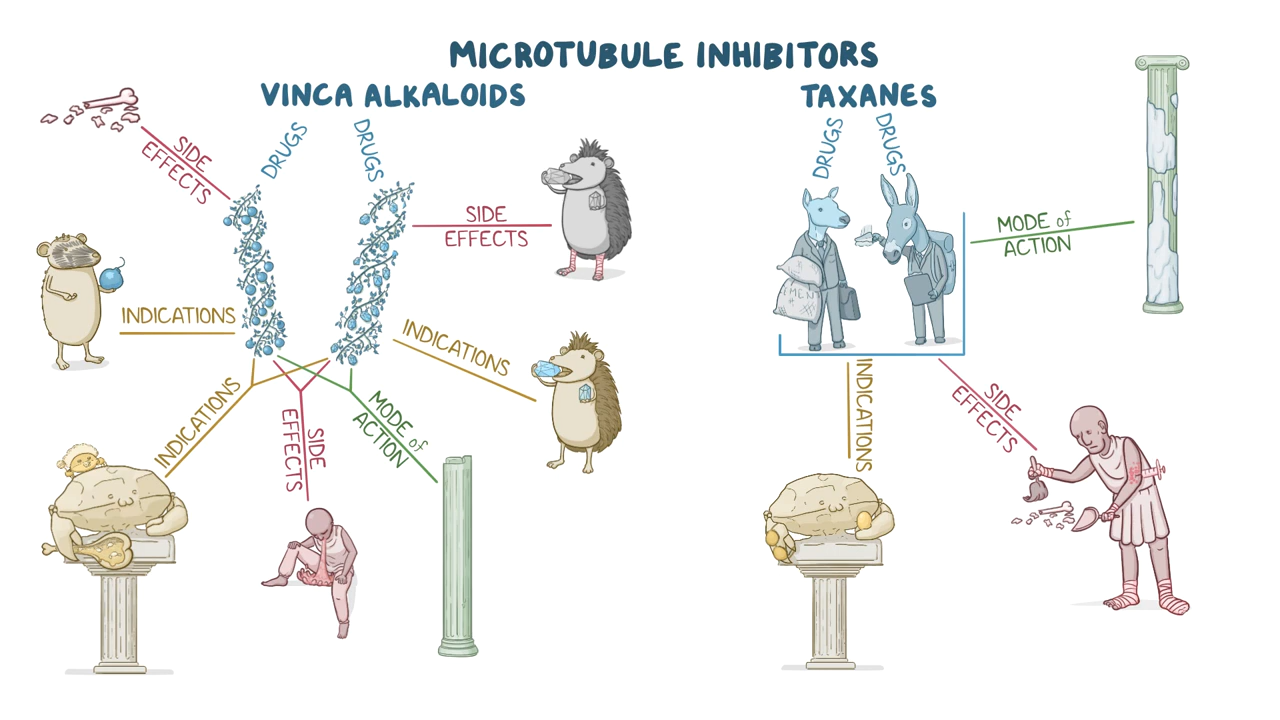 MICROTUBULE INHIBITORS
VINCA ALKALOIDS
TAXANES
DRUGS
DRUGS
DRUGS
DRUGS
SIDE
EFFECTS
SIDE
EFFECTS
MODE of
ACTION
INDICATIONS
INDICATIONS
INDICATIONS
SIDE
EFFECTS
MODE of
ACTION
INDICATIONS
SIDE
EFFECTS